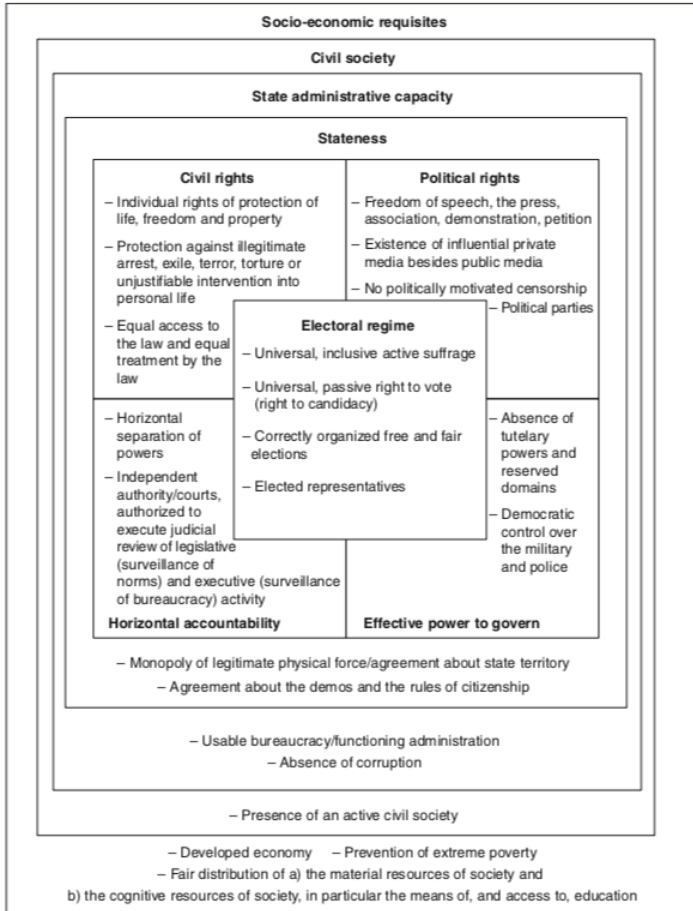 Socio-economic requisites
Civil society
State administrative capacity
Stateness
Civil rights
– Individual rights of protection of
life, freedom and property
– Protection against illegitimate
arrest, exile, terror, torture or
unjustifiable intervention into
personal life
– Equal access to
the law and equal
treatment by the
law
Political rights
– Freedom of speech, the press,
association, demonstration, petition
– Existence of influential private
media besides public media
– No politically motivated censorship
– Political parties
Electoral regime
– Universal, inclusive active suffrage
– Universal, passive right to vote
(right to candidacy)
– Correctly organized free and fair
elections
– Elected representatives
– Horizontal
separation of
powers
– Independent
authority/courts,
authorized to
execute judicial
review of legislative
(surveillance of
norms) and executive (surveillance
of bureaucracy) activity
Horizontal accountability
– Absence of
tutelary
powers and
reserved
domains
– Democratic
control over
the military
and police
Effective power to govern
– Monopoly of legitimate physical force/agreement about state territory
– Agreement about the demos and the rules of citizenship
– Usable bureaucracy/functioning administration
– Absence of corruption
– Presence of an active civil society
– Developed economy – Prevention of extreme poverty
– Fair distribution of a) the material resources of society and
b) the cognitive resources of society, in particular the means of, and access to, education